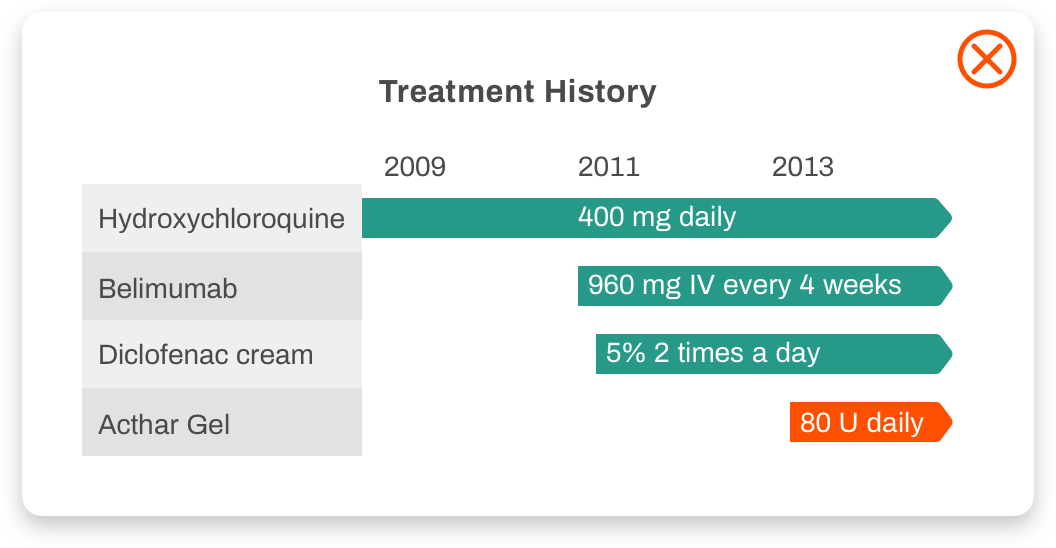 Treatment History
2009 2011 2013
Hydroxychloroquine 400 mg daily
Belimumab 960 mg IV every 4 weeks
Diclofenac cream 5% 2 times a day
Acthar Gel 80 U daily